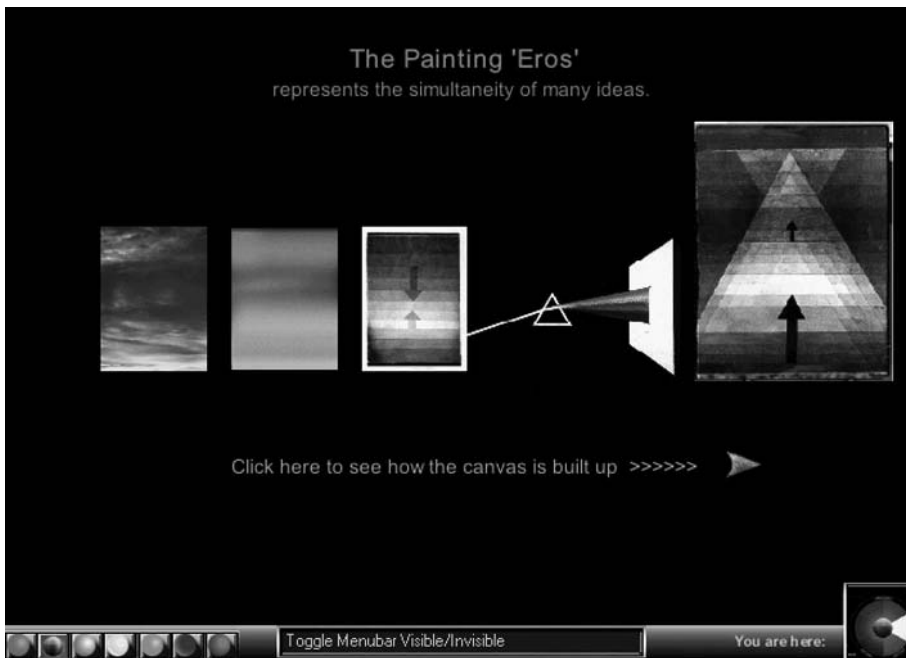 The Painting 'Eros'
represents the simultaneity of many ideas.
Click here to see how the canvas is built up >>>>>>
Toggle Menubar Visible/Invisible
You are here: